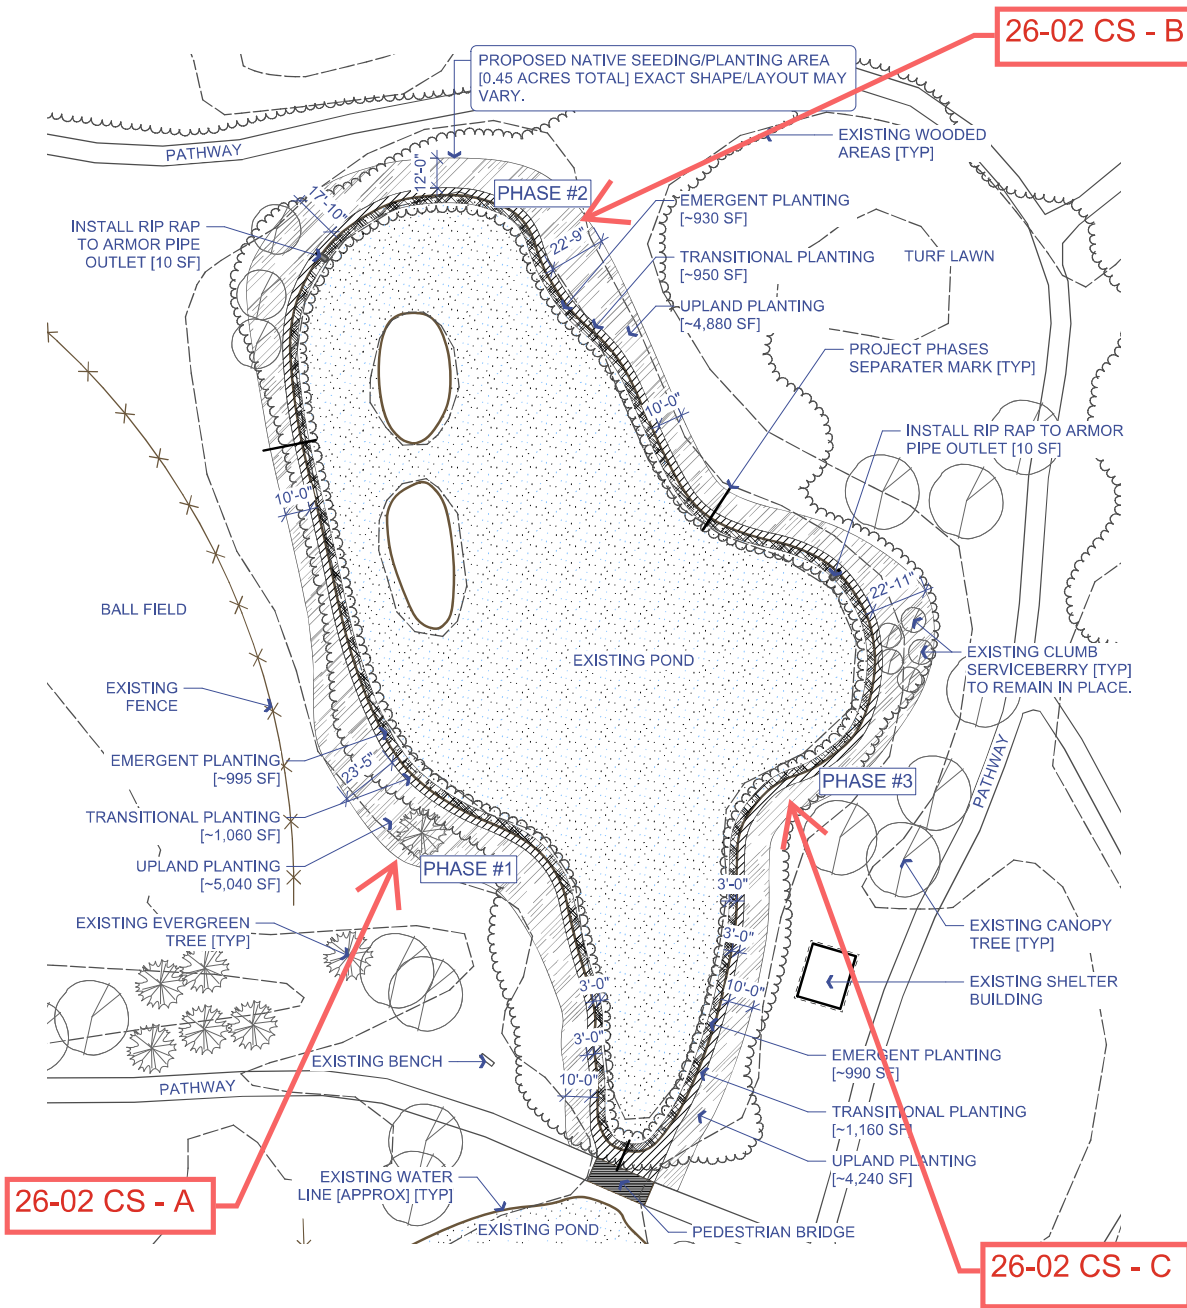 26-02 CS - B
PROPOSED NATIVE SEEDING/PLANTING AREA
[0.45 ACRES TOTAL] EXACT SHAPE/LAYOUT MAY
VARY.
EXISTING WOODED
AREAS [TYP]
PATHWAY
12'-0"
PHASE #2
17'-10"
EMERGENT PLANTING
[~930 SF]
INSTALL RIP RAP
TO ARMOR PIPE
OUTLET [10 SF]
22'-9"
TRANSITIONAL PLANTING
[~950 SF]
TURF LAWN
UPLAND PLANTING
[~4,880 SF]
PROJECT PHASES
SEPARATER MARK [TYP]
10'-0"
INSTALL RIP RAP TO ARMOR
PIPE OUTLET [10 SF]
10'-0"
22'-11"
BALL FIELD
EXISTING POND
EXISTING CLUMB
SERVICEBERRY [TYP]
TO REMAIN IN PLACE.
EXISTING
FENCE
EMERGENT PLANTING
[~995 SF]
23'-5"
PATHWAY
PHASE #3
TRANSITIONAL PLANTING
[~1,060 SF]
UPLAND PLANTING
[~5,040 SF]
PHASE #1
3'-0"
EXISTING EVERGREEN
TREE [TYP]
EXISTING CANOPY
TREE [TYP]
3'-0"
3'-0"
10'-0"
EXISTING SHELTER
BUILDING
3'-0"
EXISTING BENCH
EMERGENT PLANTING
[~990 SF]
10'-0"
PATHWAY
TRANSITIONAL PLANTING
[~1,160 SF]
UPLAND PLANTING
[~4,240 SF]
26-02 CS - A
EXISTING WATER
LINE [APPROX] [TYP]
EXISTING POND
PEDESTRIAN BRIDGE
26-02 CS - C